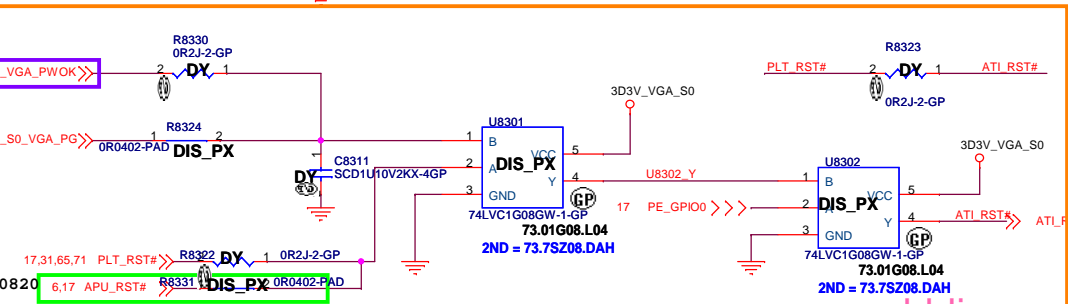 R8330
0R2J-2-GP
_VGA_PWOK
2
DY
1
R8323
PLT_RST#
2
DY
1
ATI_RST#
0R2J-2-GP
3D3V_VGA_S0
_S0_VGA_PG
1
R8324
2
0R0402-PAD
DIS_PX
U8301
1
B
VCC
5
2
A
DIS_PX
Y
4
3
GND
GP
74LVC1G08GW-1-GP
73.01G08.L04
2ND = 73.7SZ08.DAH
1
C8311
DY
SCD1U10V2KX-4GP
2
U8302_Y
17
PE_GPIO0
3D3V_VGA_S0
U8302
1
B
VCC
5
2
DIS_PX
Y
4
ATI_RST#
3
GND
GP
74LVC1G08GW-1-GP
73.01G08.L04
2ND = 73.7SZ08.DAH
17,31,65,71
PLT_RST#
R8322
DY
1
0R2J-2-GP
0820
6,17
APU_RST#
R8331
DIS_PX
0R0402-PAD